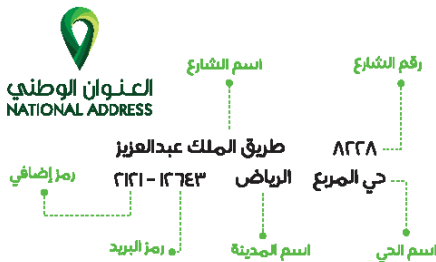 العنوان الوطني
NATIONAL ADDRESS
رقم الشارع
اسم الشارع
٨٢٢٨ طريق الملك عبدالعزيز
حي المربع الرياض ١٢٦٤٣ - ٢١٢١
رمز إضافي
اسم الحي
اسم المدينة
رمز البريد